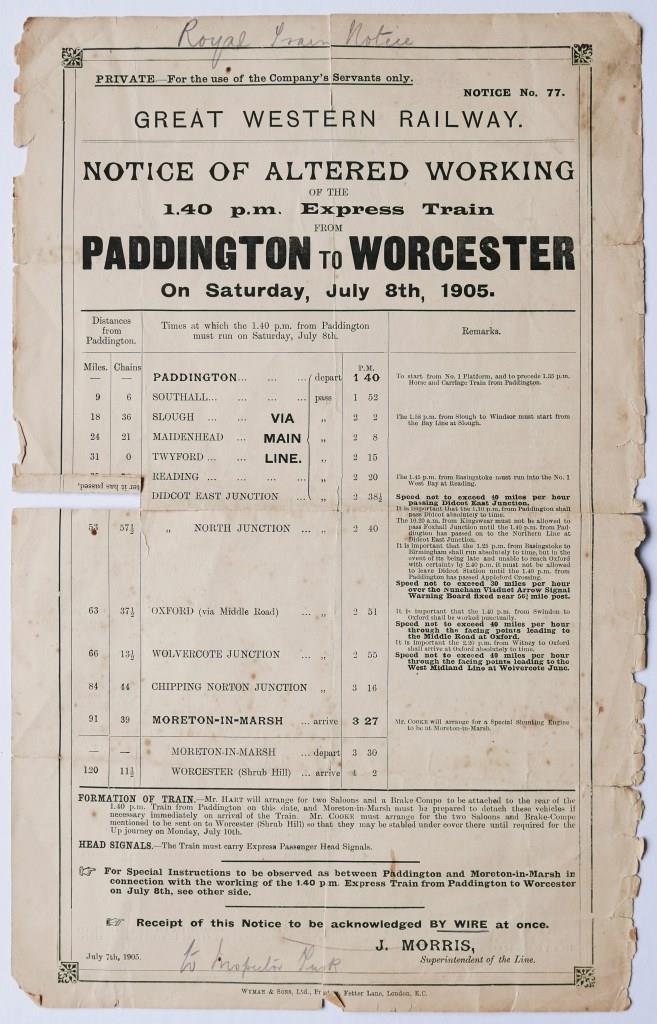 Royal Train Notice
PRIVATE—For the use of the Company's Servants only.
NOTICE No. 77.
GREAT WESTERN RAILWAY.
NOTICE OF ALTERED WORKING
OF THE
1.40 p.m. Express Train
FROM
PADDINGTON TO WORCESTER
On Saturday, July 8th, 1905.
Distances from Paddington.
Times at which the 1.40 p.m. from Paddington must run on Saturday, July 8th.
Remarks.
Miles. Chains P.M.
— — PADDINGTON... ... ... depart 1 40 To start from No. 1 Platform, and to precede 1.35 p.m.
Horse and Carriage Train from Paddington.
9 6 SOUTHALL... ... ... pass 1 52
18 36 SLOUGH ... ... VIA „ 2 2 The 1.58 p.m. from Slough to Windsor must start from
the Bay Line at Slough.
24 21 MAIDENHEAD ... MAIN „ 2 8
31 0 TWYFORD ... ... LINE. „ 2 15
READING ... ... ... „ 2 20 The 1.45 p.m. from Basingstoke must run into the No. 1
West Bay at Reading.
ter it has passed.
DIDCOT EAST JUNCTION ... „ 2 38½ Speed not to exceed 40 miles per hour
passing Didcot East Junction.
It is important that the 1.10 p.m. from Paddington shall
pass Didcot absolutely to time.
53 57½ „ NORTH JUNCTION ... „ 2 40 The 10.20 a.m. from Kingswear must not be allowed to
pass Foxhall Junction until the 1.40 p.m. from Pad-
dington has passed on to the Northern Line at
Didcot East Junction.
It is important that the 1.25 p.m. from Basingstoke to
Birmingham shall run absolutely to time, but in the
event of its being late and unable to reach Oxford
with certainty by 2.40 p.m. it must not be allowed
to leave Didcot Station until the 1.40 p.m. from
Paddington has passed Appleford Crossing.
Speed not to exceed 30 miles per hour
over the Nuneham Viaduct Arrow Signal
Warning Board fixed near 56¼ mile post.
63 37½ OXFORD (via Middle Road) ... „ 2 51 It is important that the 1.40 p.m. from Swindon to
Oxford shall be worked punctually.
Speed not to exceed 40 miles per hour
through the facing points leading to
the Middle Road at Oxford.
It is important the 2.20 p.m. from Witney to Oxford
shall arrive at Oxford absolutely to time.
66 13½ WOLVERCOTE JUNCTION „ 2 55 Speed not to exceed 40 miles per hour
through the facing points leading to the
West Midland Line at Wolvercote Junc.
84 44 CHIPPING NORTON JUNCTION „ 3 16
91 39 MORETON-IN-MARSH ... arrive 3 27 Mr. COOKE will arrange for a Special Shunting Engine
to be at Moreton-in-Marsh.
— — MORETON-IN-MARSH ... depart 3 30
120 11½ WORCESTER (Shrub Hill) ... arrive 4 2
FORMATION OF TRAIN.—Mr. HART will arrange for two Saloons and a Brake Compo to be attached to the rear of the
1.40 p.m. Train from Paddington on this date, and Moreton-in-Marsh must be prepared to detach these vehicles if
necessary immediately on arrival of the Train. Mr. COOKE must arrange for the two Saloons and Brake-Compo
mentioned to be sent on to Worcester (Shrub Hill) so that they may be stabled under cover there until required for the
Up journey on Monday, July 10th.
HEAD SIGNALS.—The Train must carry Express Passenger Head Signals.
☞ For Special Instructions to be observed as between Paddington and Moreton-in-Marsh in
connection with the working of the 1.40 p m. Express Train from Paddington to Worcester
on July 8th, see other side.
☞ Receipt of this Notice to be acknowledged BY WIRE at once.
J. MORRIS,
July 7th, 1905.
Superintendent of the Line.
to Inspector
WYMAN & SONS, Ltd., Fetter Lane, London, E.C.